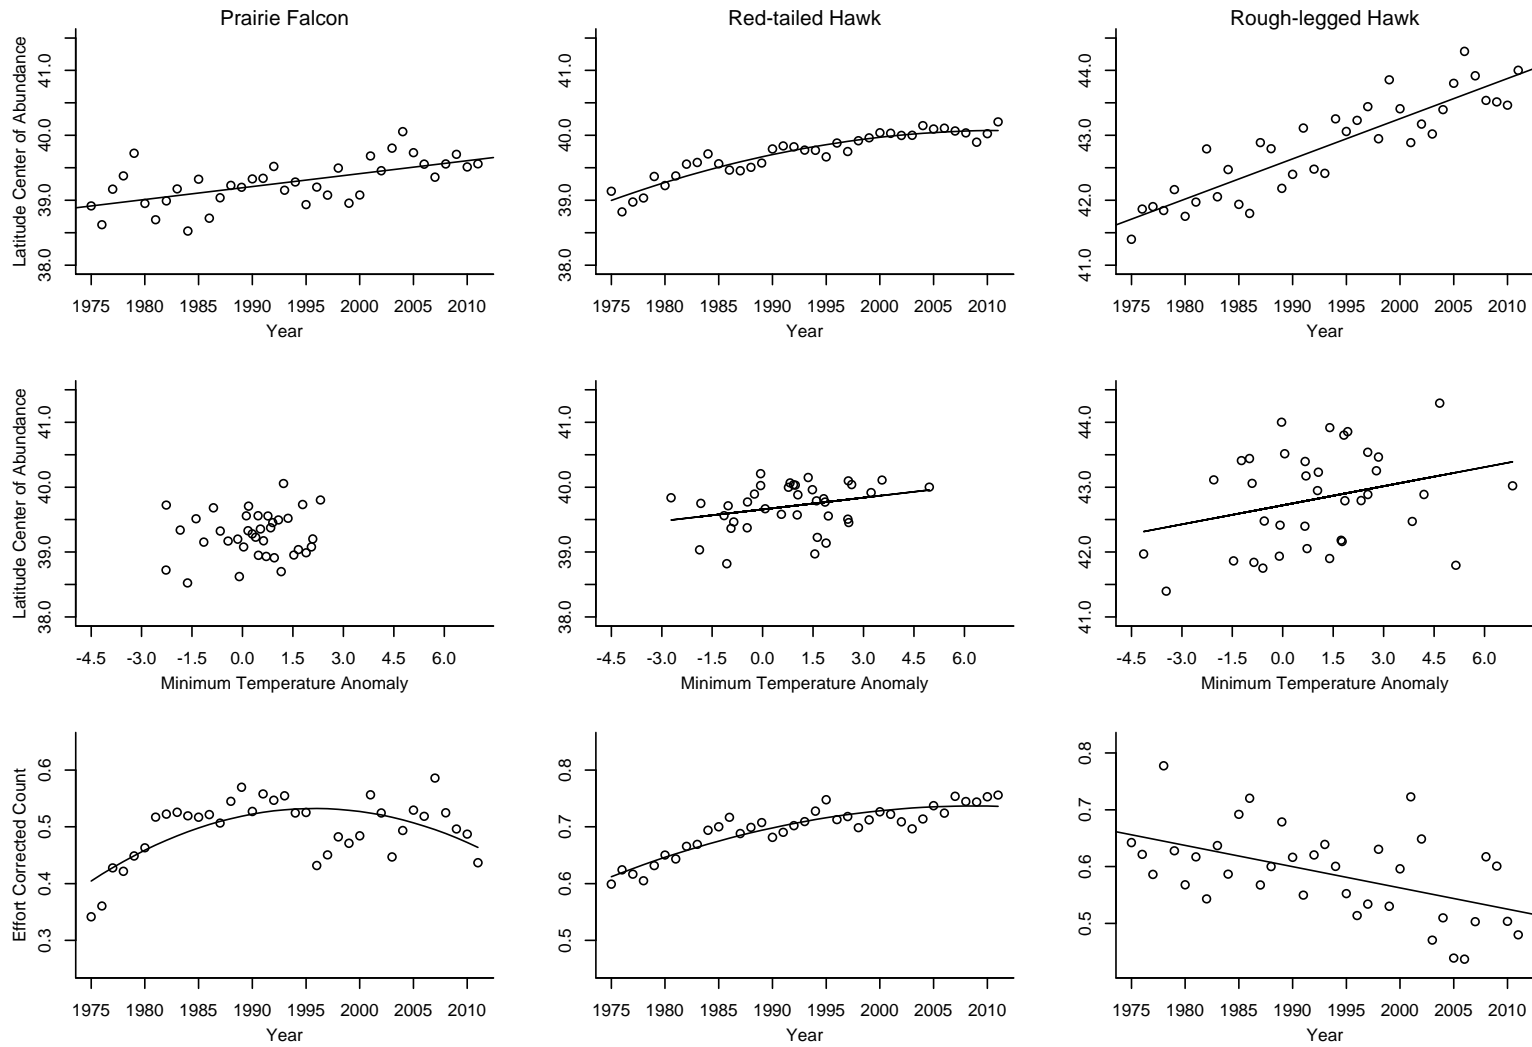 Prairie Falcon
Red-tailed Hawk
Rough-legged Hawk
Latitude Center of Abundance
38.0 39.0 40.0 41.0
1975 1980 1985 1990 1995 2000 2005 2010
Year
38.0 39.0 40.0 41.0
1975 1980 1985 1990 1995 2000 2005 2010
Year
41.0 42.0 43.0 44.0
1975 1980 1985 1990 1995 2000 2005 2010
Year
Latitude Center of Abundance
38.0 39.0 40.0 41.0
-4.5 -3.0 -1.5 0.0 1.5 3.0 4.5 6.0
Minimum Temperature Anomaly
38.0 39.0 40.0 41.0
-4.5 -3.0 -1.5 0.0 1.5 3.0 4.5 6.0
Minimum Temperature Anomaly
41.0 42.0 43.0 44.0
-4.5 -3.0 -1.5 0.0 1.5 3.0 4.5 6.0
Minimum Temperature Anomaly
Effort Corrected Count
0.3 0.4 0.5 0.6
1975 1980 1985 1990 1995 2000 2005 2010
Year
0.5 0.6 0.7 0.8
1975 1980 1985 1990 1995 2000 2005 2010
Year
0.5 0.6 0.7 0.8
1975 1980 1985 1990 1995 2000 2005 2010
Year